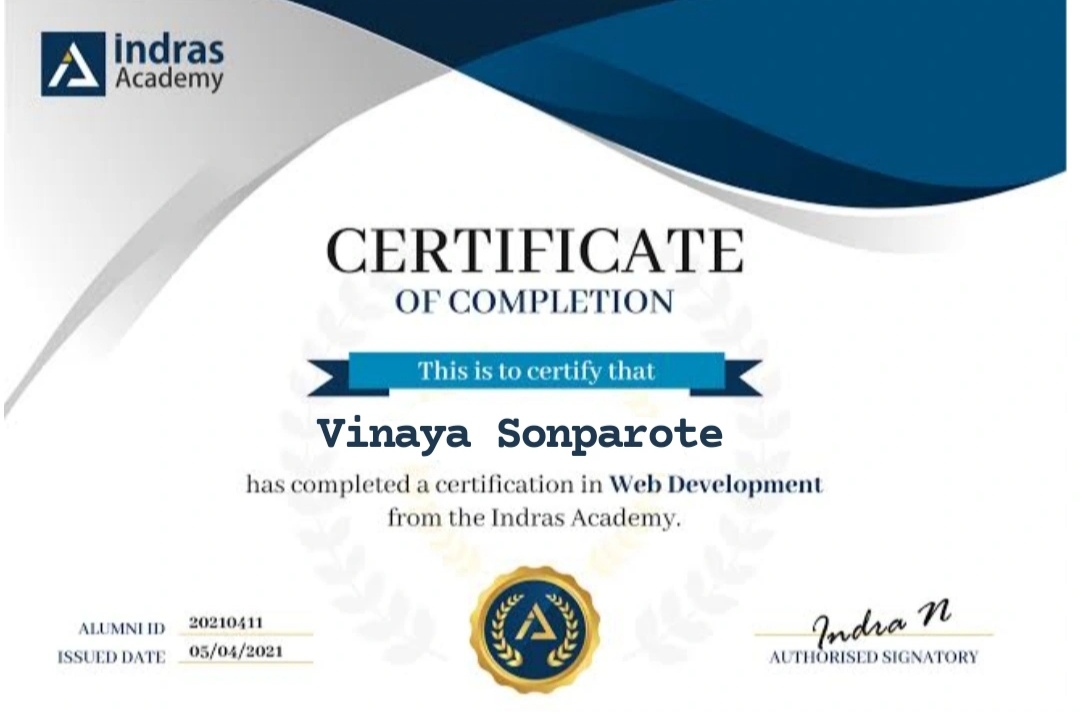 indras
Academy
CERTIFICATE
OF COMPLETION
This is to certify that
Vinaya Sonparote
has completed a certification in Web Development
from the Indras Academy.
ALUMNI ID 20210411
ISSUED DATE 05/04/2021
Indra N
AUTHORISED SIGNATORY